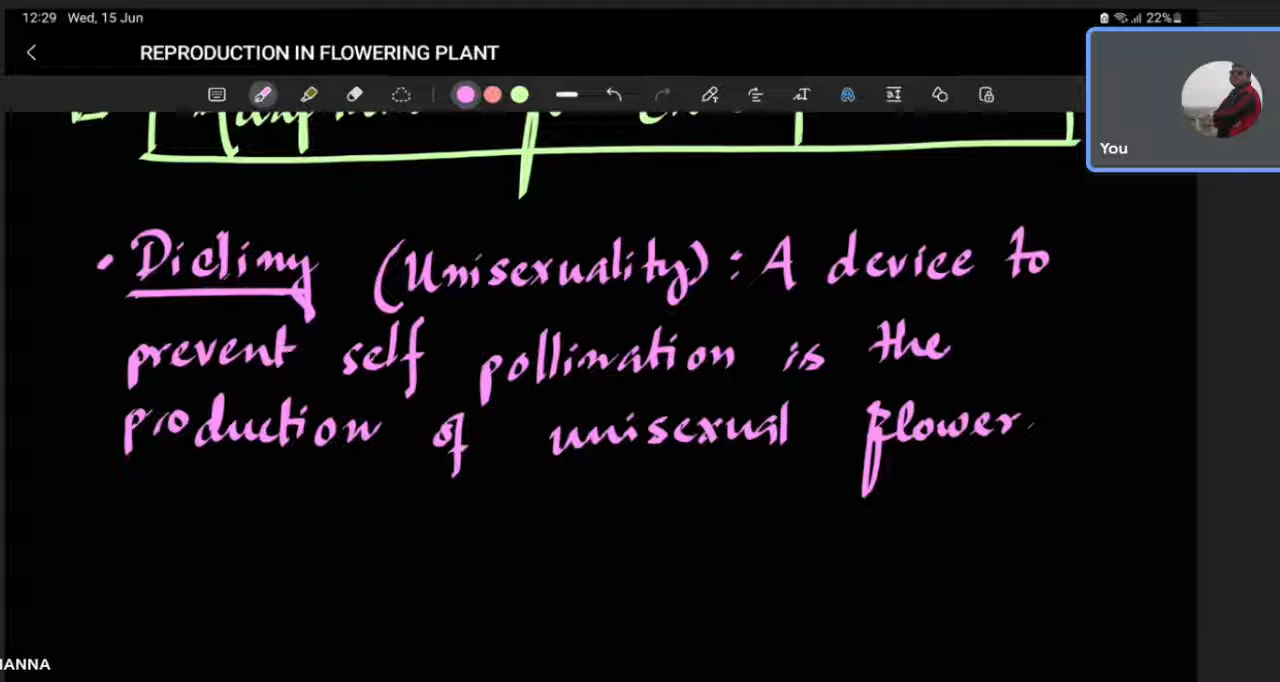 12:29 Wed, 15 Jun
22%
REPRODUCTION IN FLOWERING PLANT
You
• Dicliny (Unisexuality) : A device to
prevent self pollination is the
production of unisexual flower
MANNA